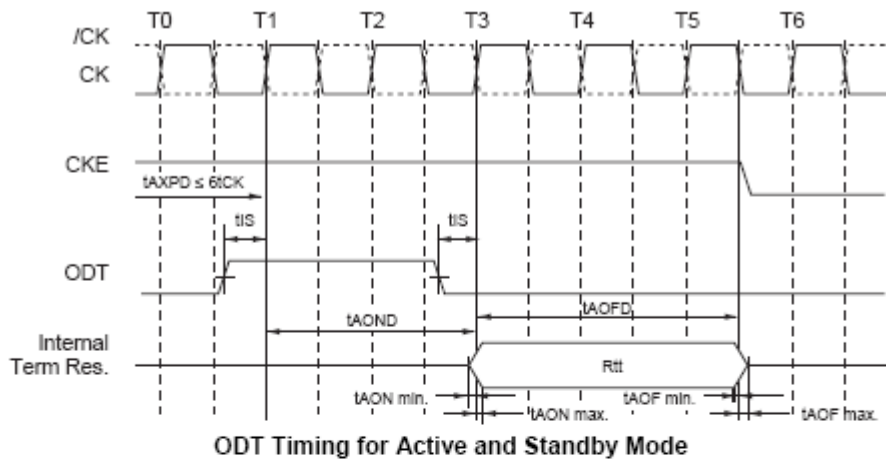 T0 T1 T2 T3 T4 T5 T6
/CK
CK
CKE
tAXPD ≤ 6tCK
tIS tIS
ODT
tAOND tAOFD
Internal
Term Res.
Rtt
tAON min. tAOF min.
tAON max. tAOF max.
ODT Timing for Active and Standby Mode